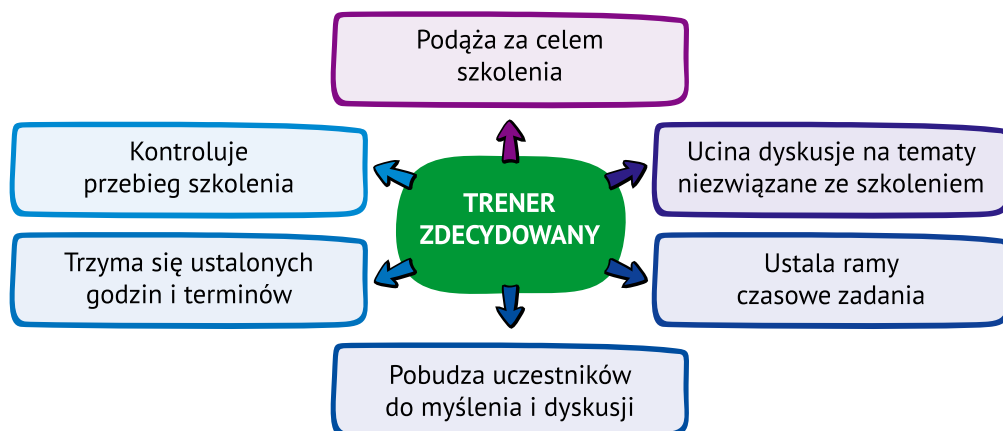 Podąża za celem
szkolenia
Kontroluje
przebieg szkolenia
Ucina dyskusje na tematy
niezwiązane ze szkoleniem
TRENER
ZDECYDOWANY
Trzyma się ustalonych
godzin i terminów
Ustala ramy
czasowe zadania
Pobudza uczestników
do myślenia i dyskusji